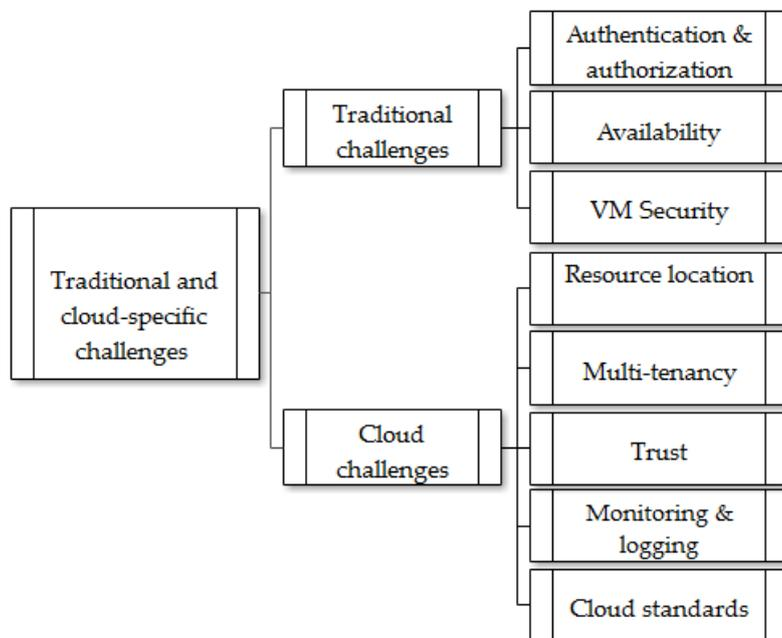 Traditional and
cloud-specific
challenges
Traditional
challenges
Authentication &
authorization
Availability
VM Security
Cloud
challenges
Resource location
Multi-tenancy
Trust
Monitoring &
logging
Cloud standards